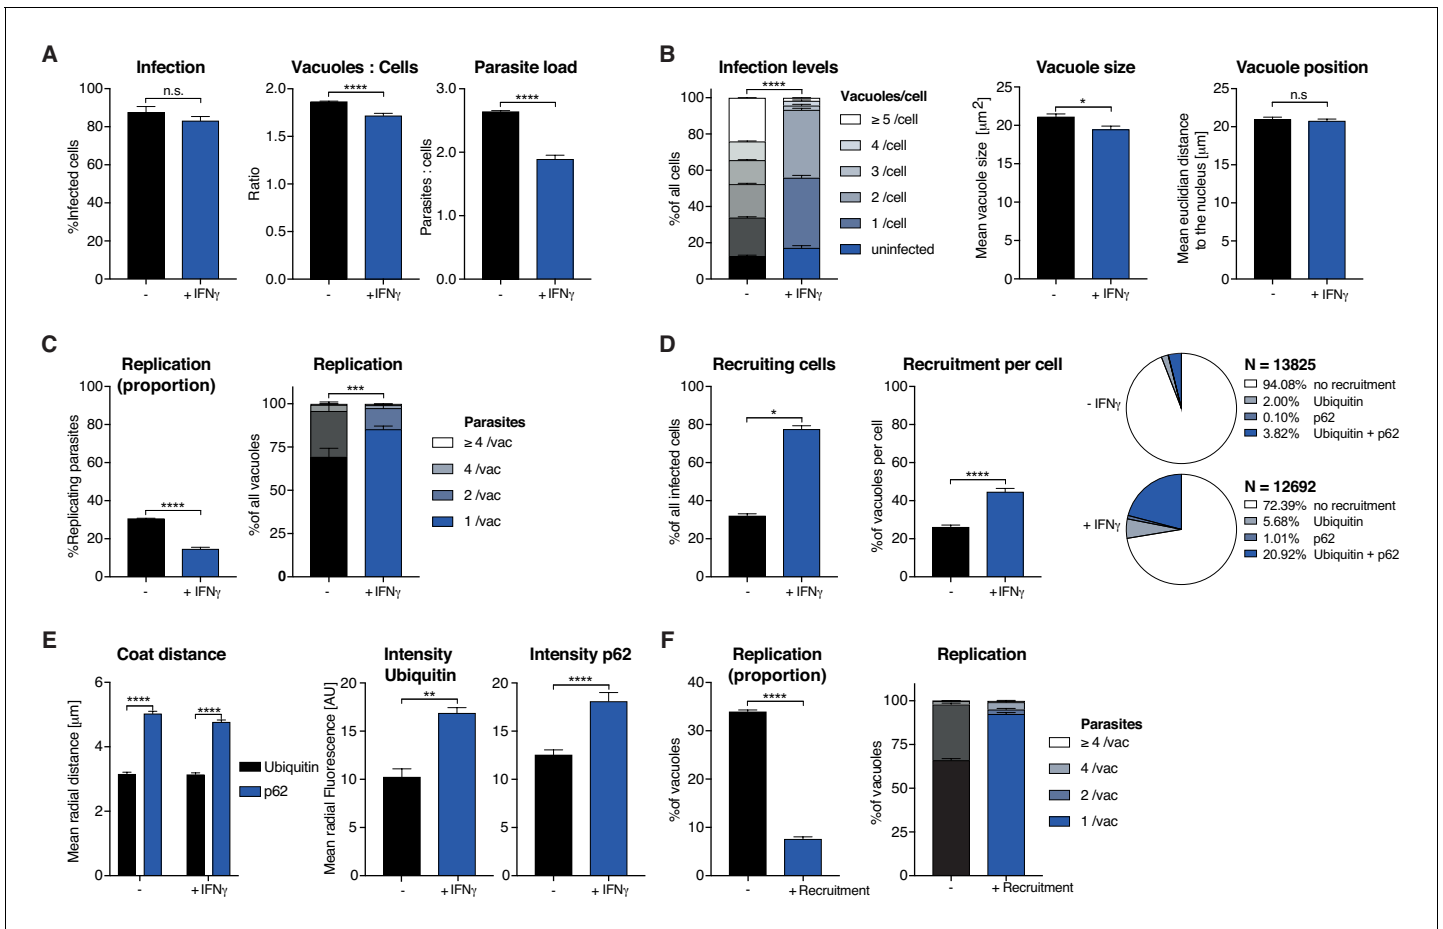 A
Infection
%Infected cells
100
80
60
40
20
0
n.s.
-
+ IFNγ
Vacuoles : Cells
Ratio
2.0
1.5
1.0
0.5
0.0
****
-
+IFNγ
Parasite load
Parasites : cells
3.0
2.0
1.0
0.0
****
-
+ IFNγ
B
Infection levels
%of all cells
100
80
60
40
20
0
****
-
+ IFNγ
Vacuoles/cell
≥ 5 /cell
4 /cell
3 /cell
2 /cell
1 /cell
uninfected
Vacuole size
Mean vacuole size [µm²]
25
20
15
10
5
0
*
-
+ IFNγ
Vacuole position
Mean euclidian distance
to the nucleus [µm]
25
20
15
10
5
0
n.s
-
+ IFNγ
C
Replication
(proportion)
%Replicating parasites
100
80
60
40
20
0
****
-
+ IFNγ
Replication
%of all vacuoles
100
75
50
25
0
***
-
+IFNγ
Parasites
≥ 4 /vac
4 /vac
2 /vac
1 /vac
D
Recruiting cells
%of all infected cells
100
80
60
40
20
0
*
-
+ IFNγ
Recruitment per cell
%of vacuoles per cell
100
80
60
40
20
0
****
-
+IFNγ
- IFNγ
N = 13825
94.08% no recruitment
2.00% Ubiquitin
0.10% p62
3.82% Ubiquitin + p62
+ IFNγ
N = 12692
72.39% no recruitment
5.68% Ubiquitin
1.01% p62
20.92% Ubiquitin + p62
E
Coat distance
Mean radial distance [µm]
6
4
2
0
****
****
-
+IFNγ
Ubiquitin
p62
Intensity
Ubiquitin
Mean radial Fluorescence [AU]
20
15
10
5
0
**
-
+ IFNγ
Intensity p62
20
15
10
5
0
****
-
+ IFNγ
F
Replication
(proportion)
%of vacuoles
40
30
20
10
0
****
-
+ Recruitment
Replication
%of vacuoles
100
75
50
25
0
-
+ Recruitment
Parasites
≥ 4 /vac
4 /vac
2 /vac
1 /vac